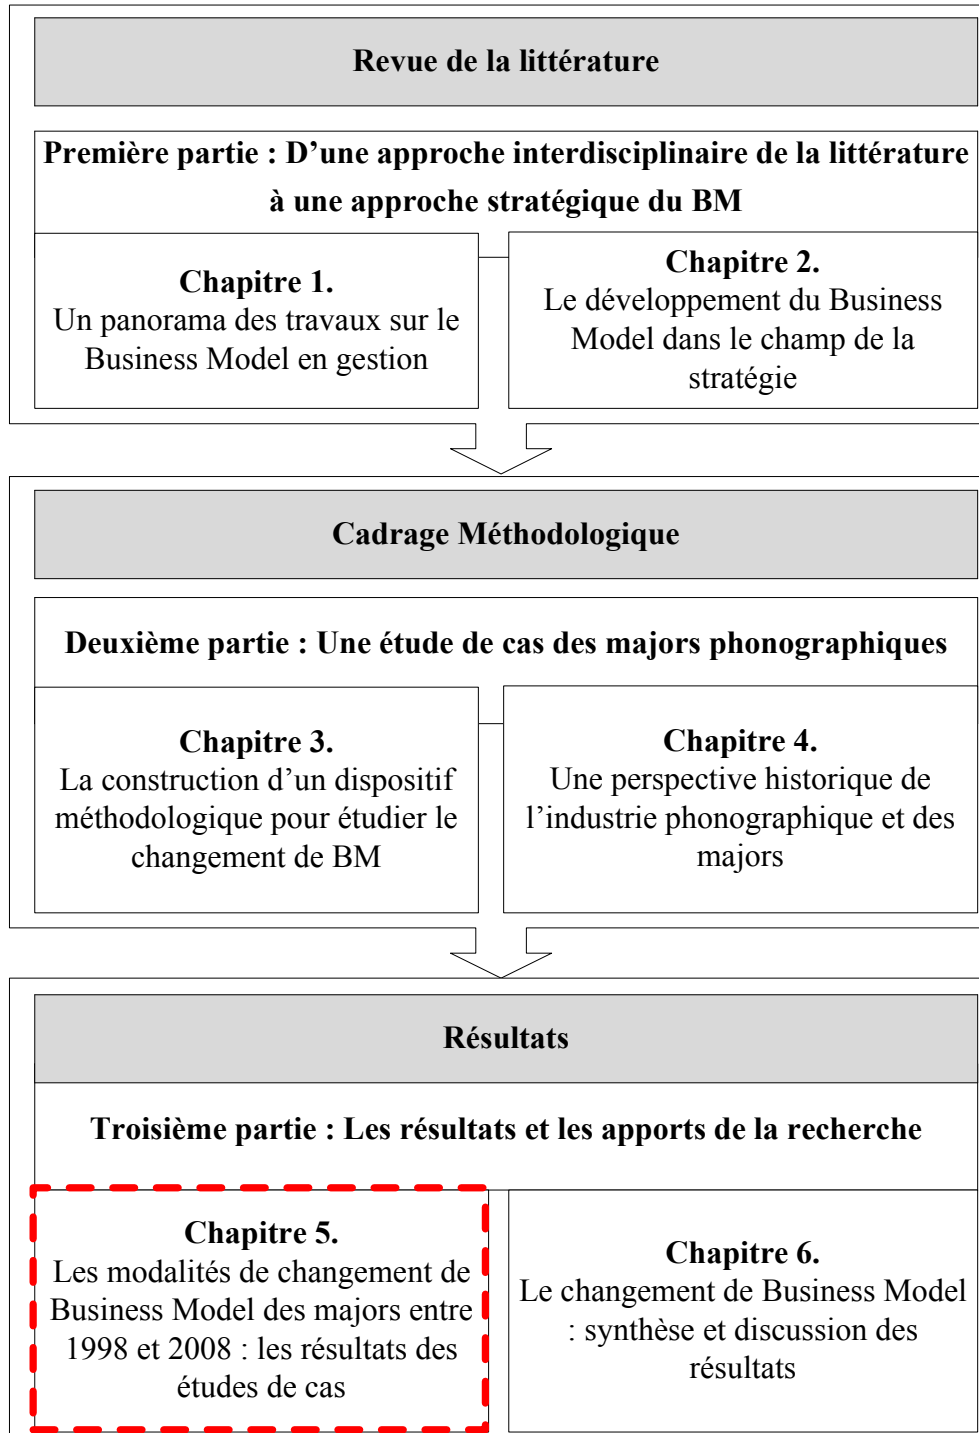 Revue de la littérature
Première partie : D’une approche interdisciplinaire de la littérature
à une approche stratégique du BM
Chapitre 1.
Un panorama des travaux sur le
Business Model en gestion
Chapitre 2.
Le développement du Business
Model dans le champ de la
stratégie
Cadrage Méthodologique
Deuxième partie : Une étude de cas des majors phonographiques
Chapitre 3.
La construction d’un dispositif
méthodologique pour étudier le
changement de BM
Chapitre 4.
Une perspective historique de
l’industrie phonographique et des
majors
Résultats
Troisième partie : Les résultats et les apports de la recherche
Chapitre 5.
Les modalités de changement de
Business Model des majors entre
1998 et 2008 : les résultats des
études de cas
Chapitre 6.
Le changement de Business Model
: synthèse et discussion des
résultats